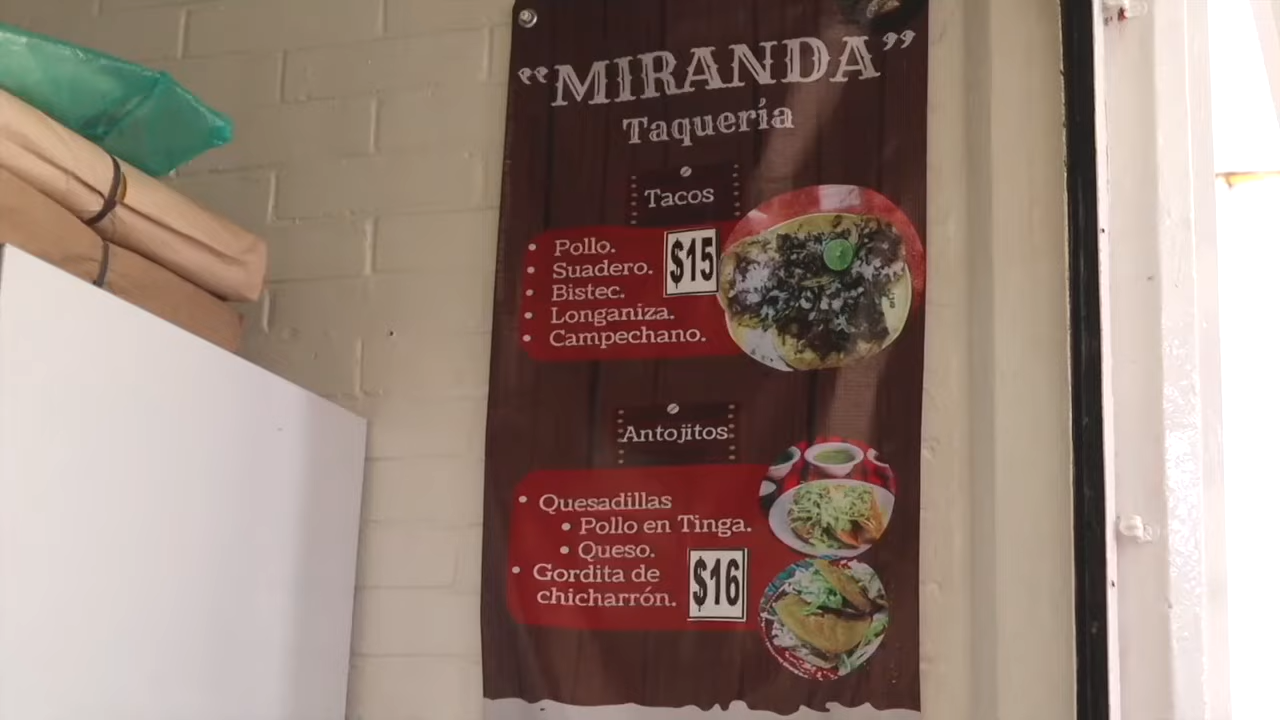 “MIRANDA”
Taquería
Tacos
• Pollo.
• Suadero.
• Bistec.
• Longaniza.
• Campechano.
$15
Antojitos
• Quesadillas
• Pollo en Tinga.
• Queso.
• Gordita de
chicharrón.
$16